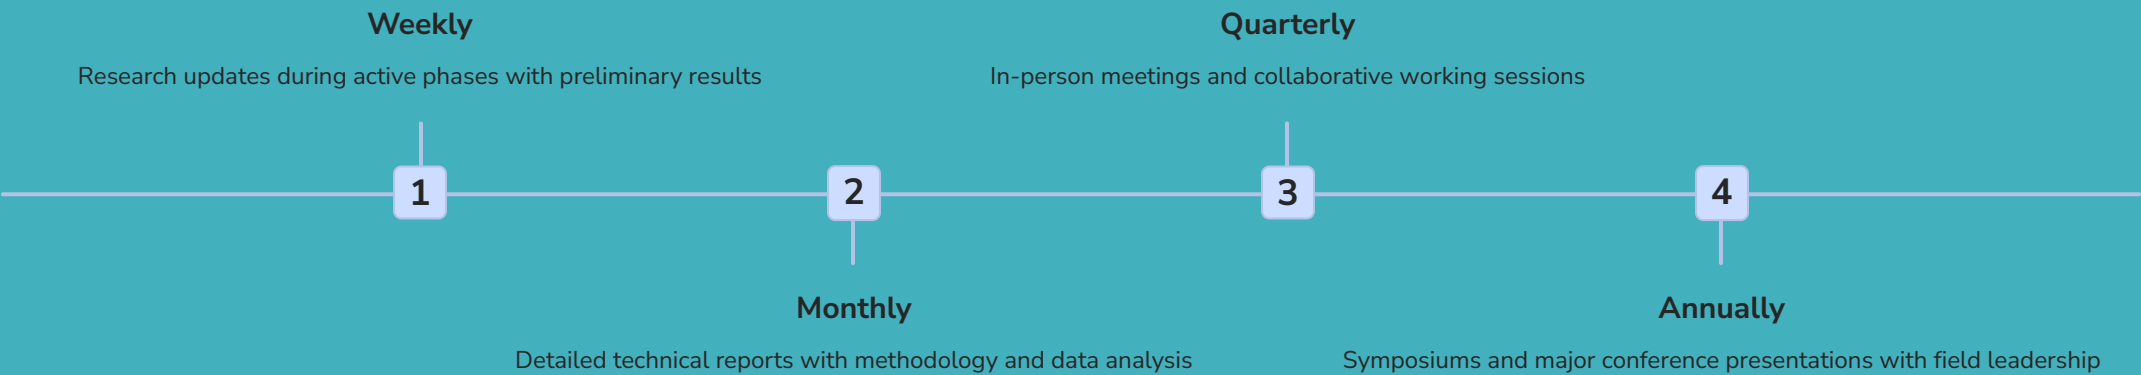 Weekly
Research updates during active phases with preliminary results
Quarterly
In-person meetings and collaborative working sessions
1
2
3
4
Monthly
Detailed technical reports with methodology and data analysis
Annually
Symposiums and major conference presentations with field leadership